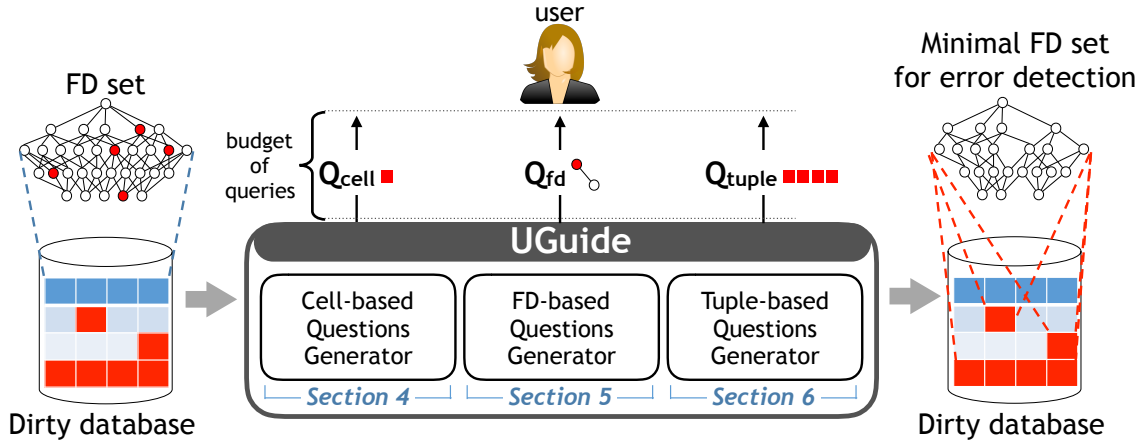 user
FD set
Minimal FD set
for error detection
budget
of
queries
Qcell
Qfd
Qtuple
UGuide
Cell-based
Questions
Generator
FD-based
Questions
Generator
Tuple-based
Questions
Generator
Section 4
Section 5
Section 6
Dirty database
Dirty database